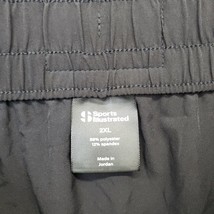 Sports
Illustrated
2XL
88% polyester
12% spandex
Made in
Jordan